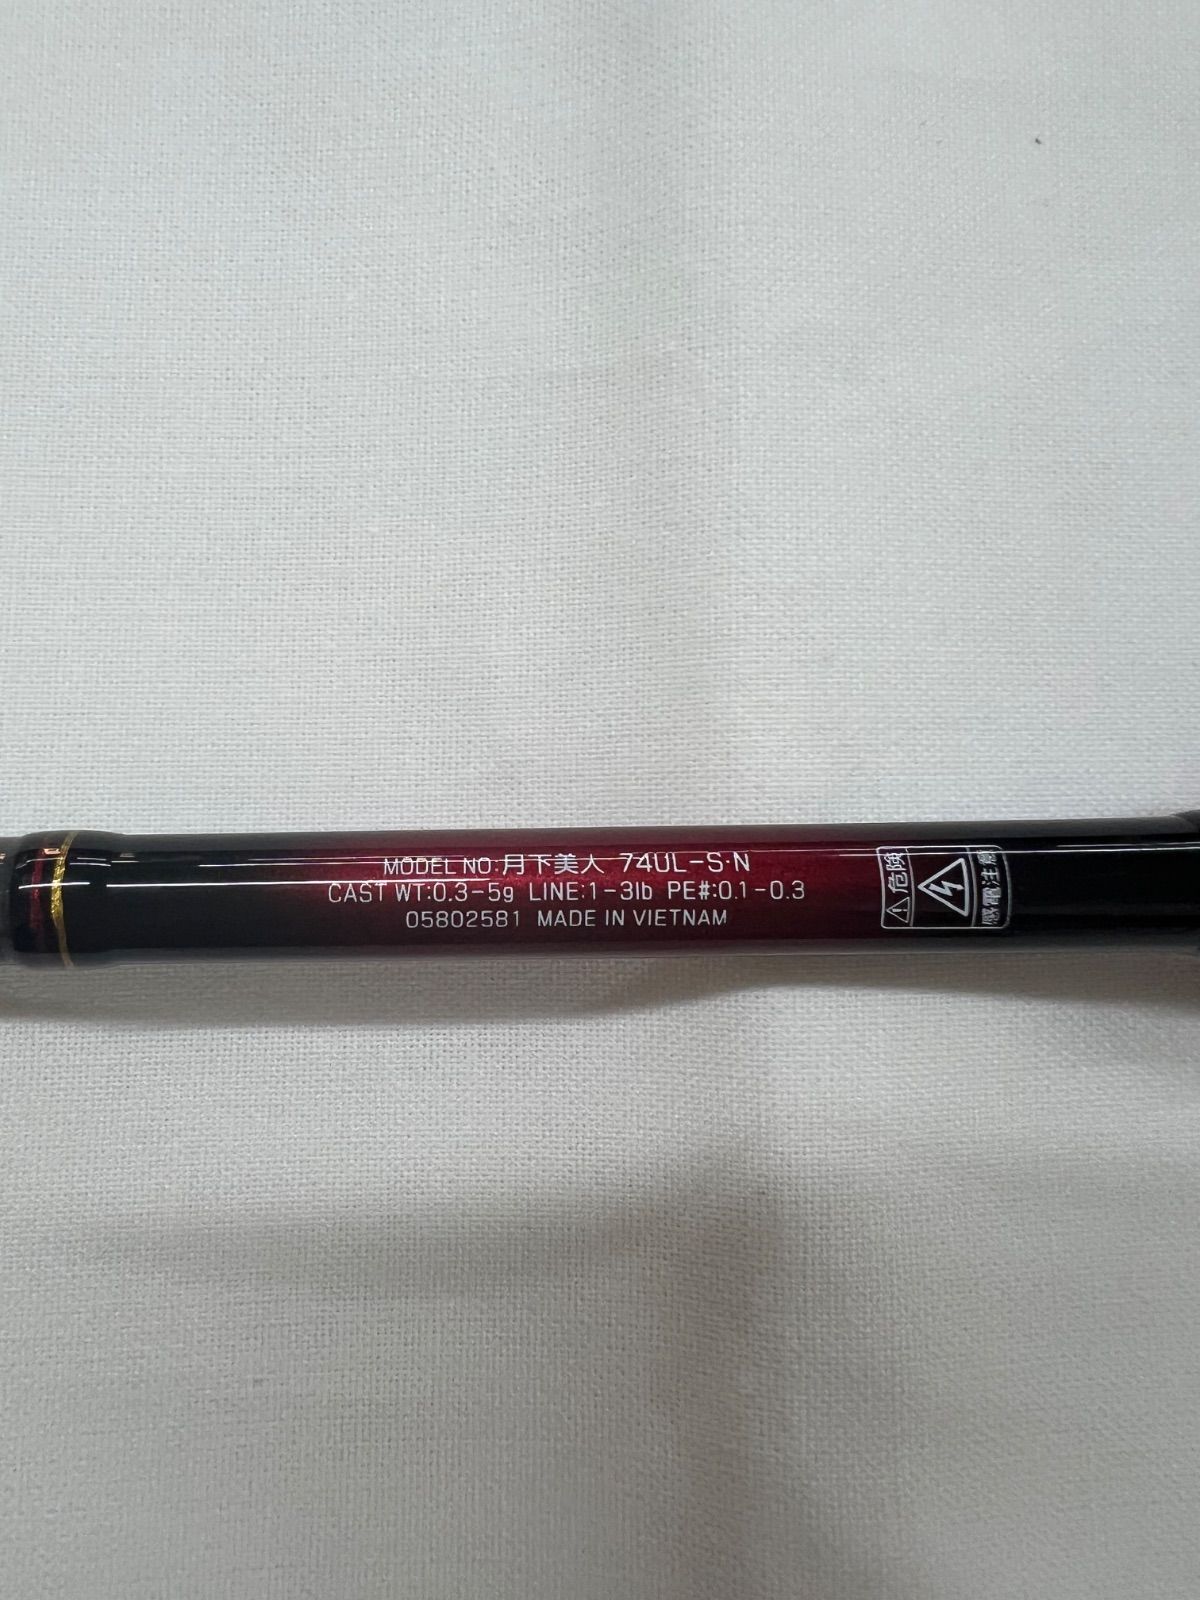 MODEL NO:月下美人 74UL-S・N
CAST WT:0.3-5g LINE:1-3lb PE#:0.1-0.3
05802581 MADE IN VIETNAM
危険
感電注意